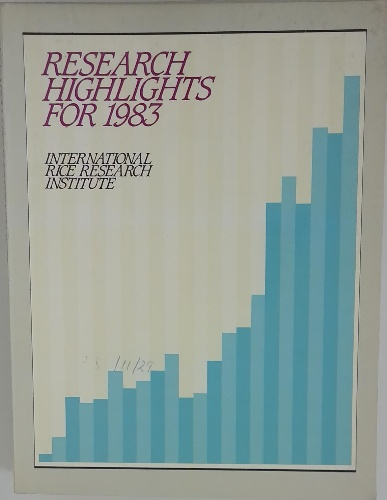 RESEARCH
HIGHLIGHTS
FOR 1983
INTERNATIONAL
RICE RESEARCH
INSTITUTE